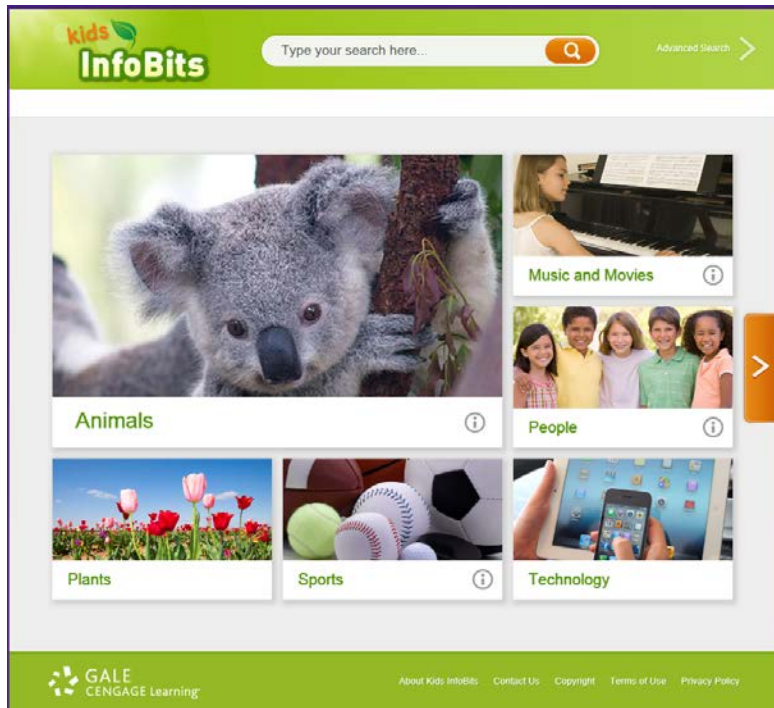 kids
InfoBits
Type your search here...
Advanced Search
Animals
Music and Movies
People
Plants
Sports
Technology
GALE
CENGAGE Learning
About Kids InfoBits Contact Us Copyright Terms of Use Privacy Policy